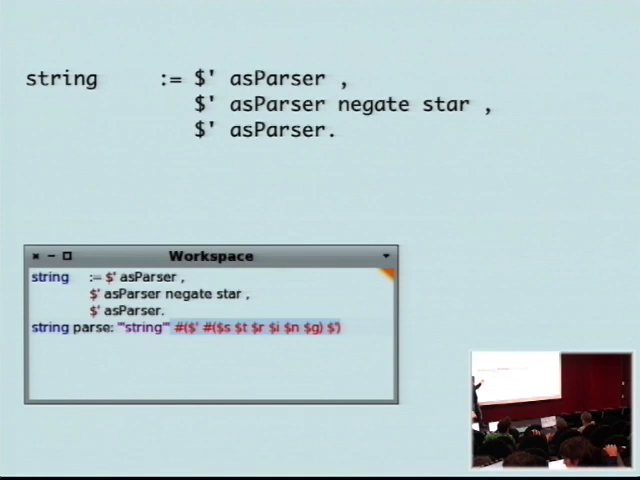 string := $' asParser ,
$' asParser negate star ,
$' asParser.
Workspace
string := $' asParser ,
$' asParser negate star ,
$' asParser.
string parse: '''string''' #($' #($s $t $r $i $n $g) $')